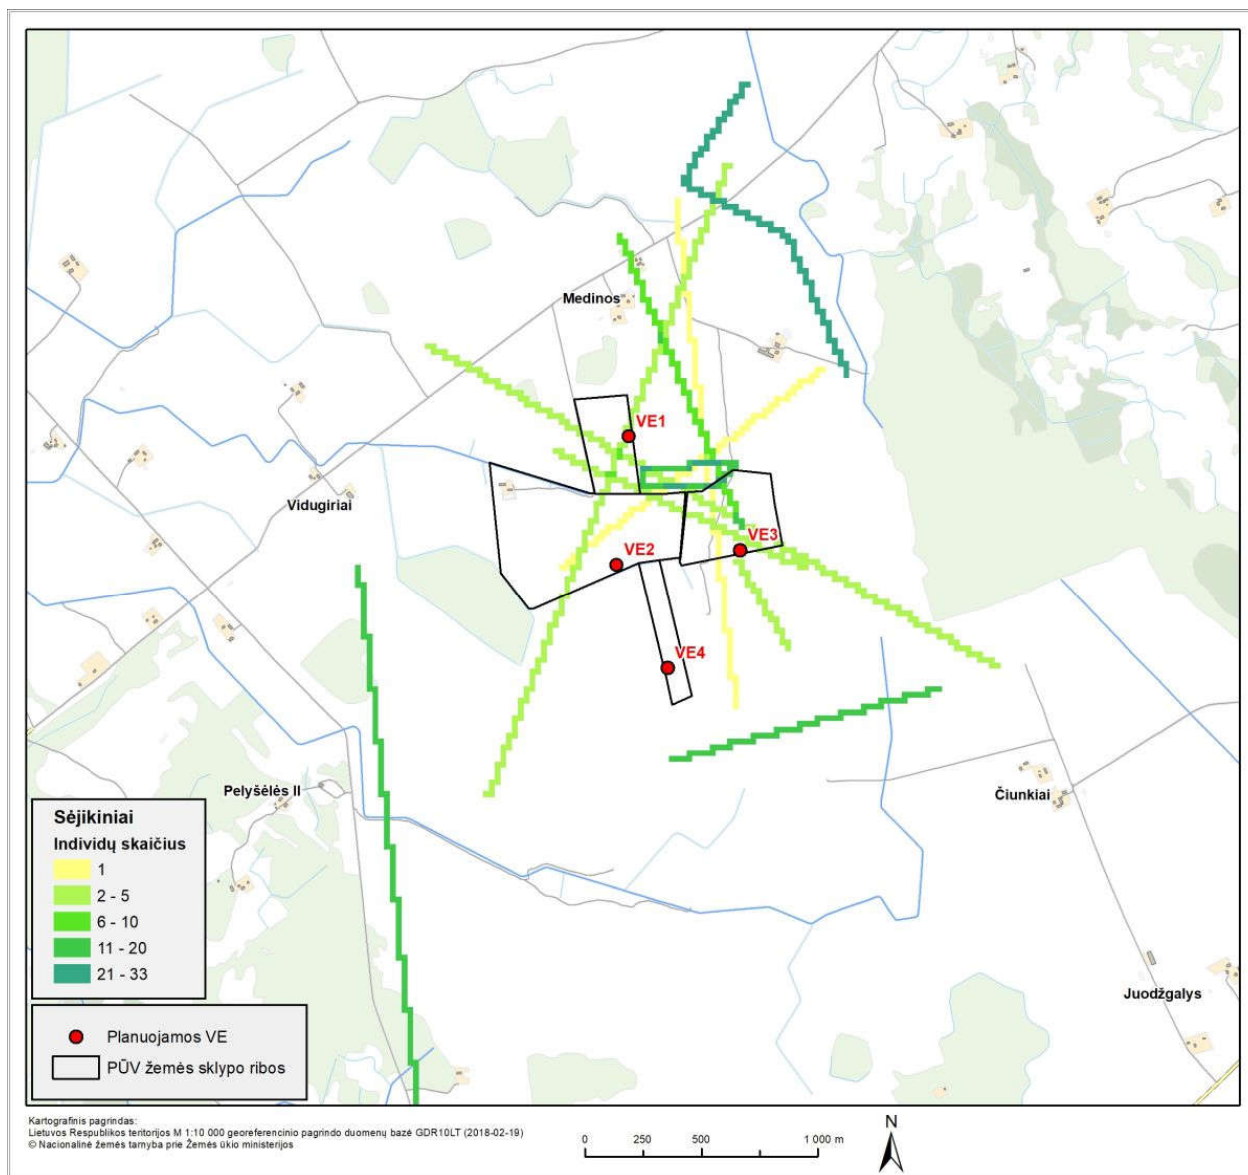 Medinos
VE1
Vidugiriai
VE2
VE3
VE4
Pelyšėlės II
Čiunkiai
Juodžgalys
Sėjikiniai
Individų skaičius
1
2 - 5
6 - 10
11 - 20
21 - 33
Planuojamos VE
PŪV žemės sklypo ribos
Kartografinis pagrindas:
Lietuvos Respublikos teritorijos M 1:10 000 georeferencinio pagrindo duomenų bazė GDR10LT (2018-02-19)
© Nacionalinė žemės tarnyba prie Žemės ūkio ministerijos
0 250 500 1 000 m
N